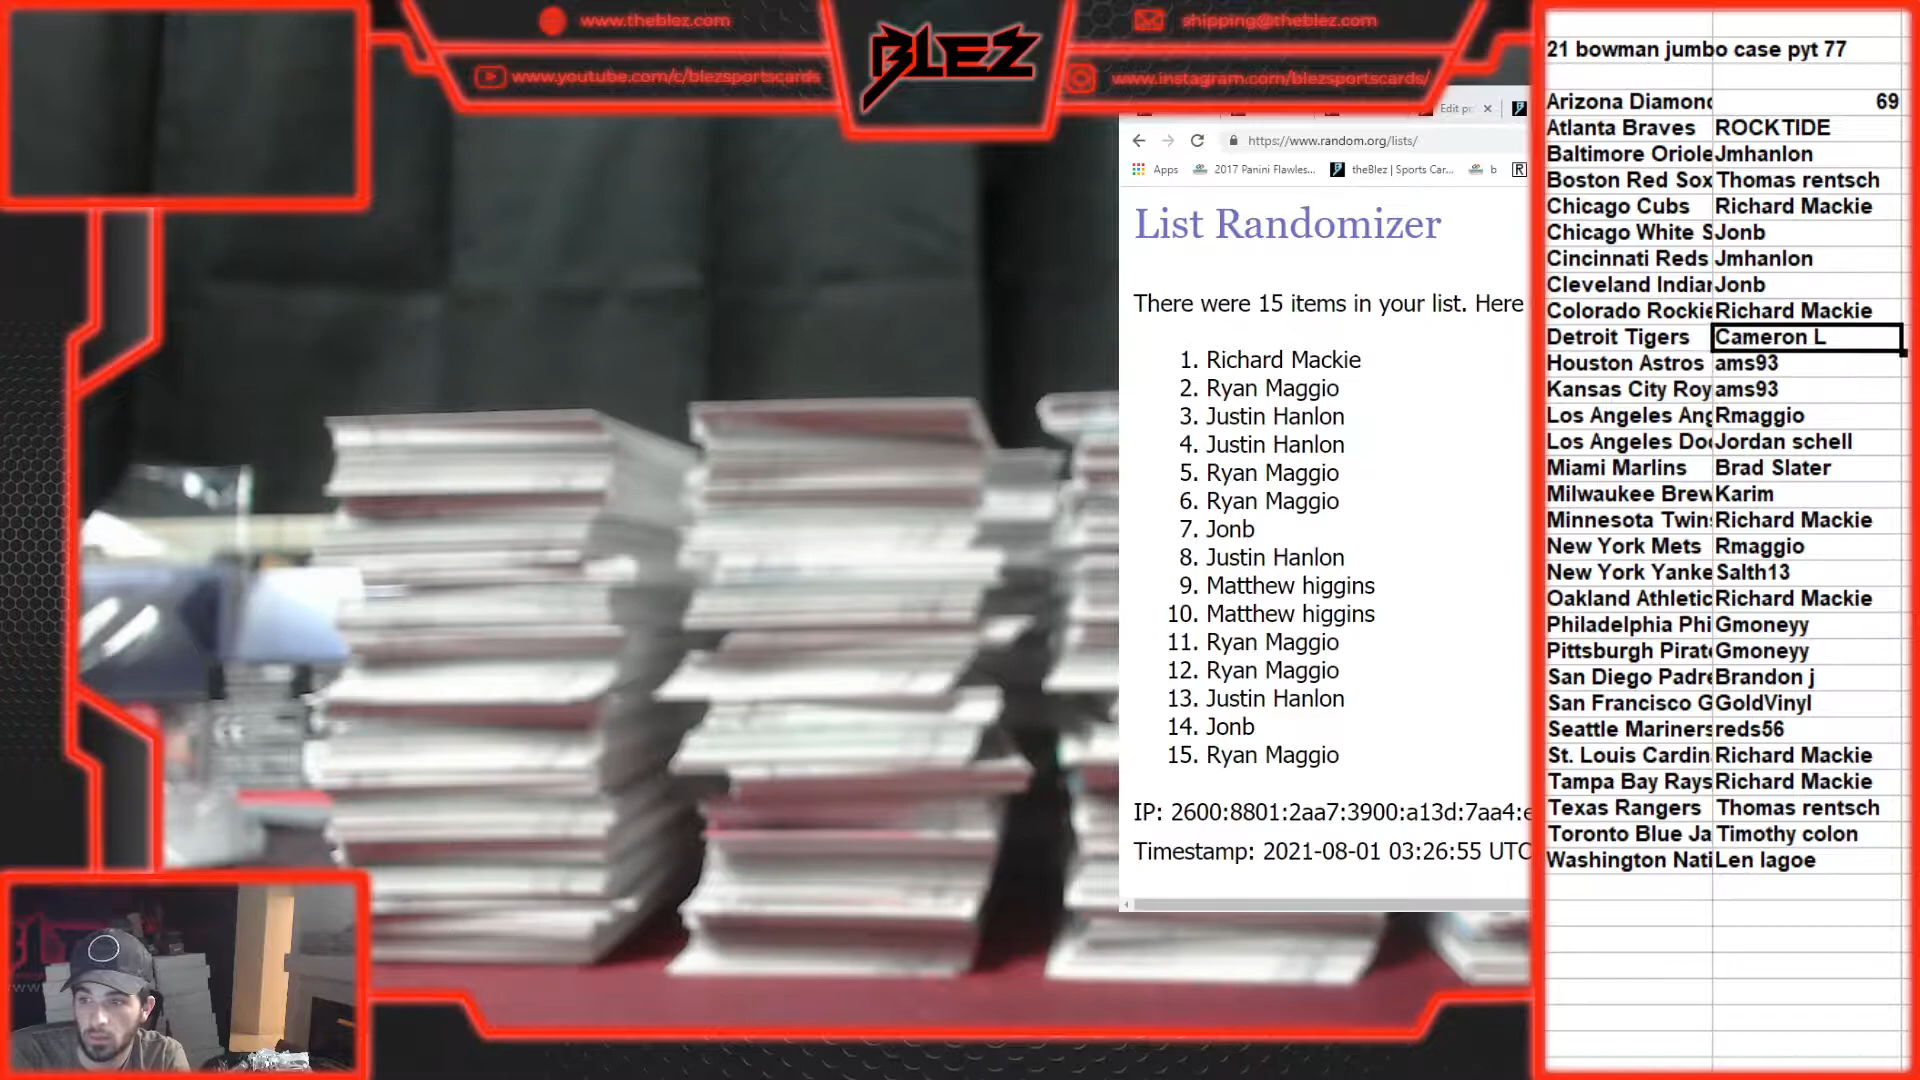 www.theblez.com
www.youtube.com/c/blezsportscards
BLEZ
shipping@theblez.com
www.instagram.com/blezsportscards/
https://www.random.org/lists/
Apps 2017 Panini Flawles... theBlez | Sports Car... b
List Randomizer
There were 15 items in your list. Here
1. Richard Mackie
2. Ryan Maggio
3. Justin Hanlon
4. Justin Hanlon
5. Ryan Maggio
6. Ryan Maggio
7. Jonb
8. Justin Hanlon
9. Matthew higgins
10. Matthew higgins
11. Ryan Maggio
12. Ryan Maggio
13. Justin Hanlon
14. Jonb
15. Ryan Maggio
IP: 2600:8801:2aa7:3900:a13d:7aa4:e
Timestamp: 2021-08-01 03:26:55 UTC
21 bowman jumbo case pyt 77
Arizona Diamond 69
Atlanta Braves ROCKTIDE
Baltimore Oriole Jmhanlon
Boston Red Sox Thomas rentsch
Chicago Cubs Richard Mackie
Chicago White S Jonb
Cincinnati Reds Jmhanlon
Cleveland Indian Jonb
Colorado Rockie Richard Mackie
Detroit Tigers Cameron L
Houston Astros ams93
Kansas City Roy ams93
Los Angeles Ang Rmaggio
Los Angeles Dod Jordan schell
Miami Marlins Brad Slater
Milwaukee Brew Karim
Minnesota Twins Richard Mackie
New York Mets Rmaggio
New York Yanke Salth13
Oakland Athletic Richard Mackie
Philadelphia Phi Gmoneyy
Pittsburgh Pirate Gmoneyy
San Diego Padre Brandon j
San Francisco G GoldVinyl
Seattle Mariners reds56
St. Louis Cardin Richard Mackie
Tampa Bay Rays Richard Mackie
Texas Rangers Thomas rentsch
Toronto Blue Ja Timothy colon
Washington Nati Len lagoe